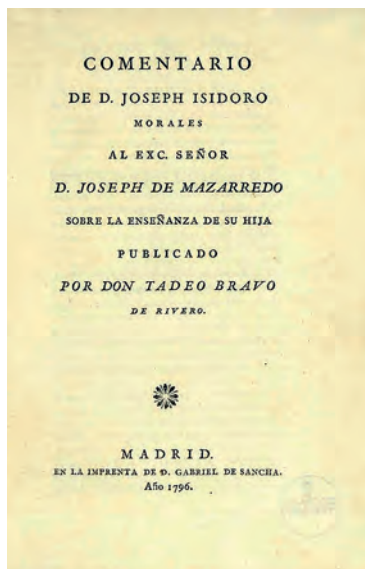 COMENTARIO
DE D. JOSEPH ISIDORO
MORALES
AL EXC. SEÑOR
D. JOSEPH DE MAZARREDO
SOBRE LA ENSEÑANZA DE SU HIJA
PUBLICADO
POR DON TADEO BRAVO
DE RIVERO.
MADRID.
EN LA IMPRENTA DE D. GABRIEL DE SANCHA.
Año 1796.